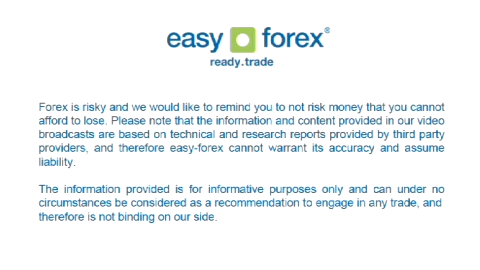 easy forex®
ready.trade
Forex is risky and we would like to remind you to not risk money that you cannot
afford to lose. Please note that the information and content provided in our video
broadcasts are based on technical and research reports provided by third party
providers, and therefore easy-forex cannot warrant its accuracy and assume
liability.
The information provided is for informative purposes only and can under no
circumstances be considered as a recommendation to engage in any trade, and
therefore is not binding on our side.